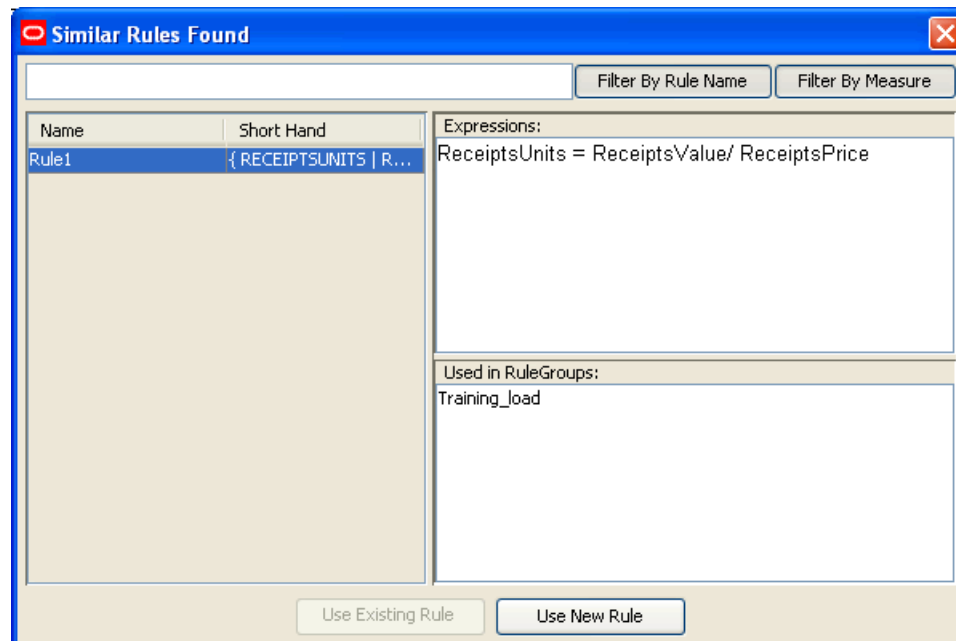 Similar Rules Found
Filter By Rule Name
Filter By Measure
Name Short Hand
Rule1 { RECEIPTSUNITS | R...
Expressions:
ReceiptsUnits = ReceiptsValue/ ReceiptsPrice
Used in RuleGroups:
Training_load
Use Existing Rule
Use New Rule